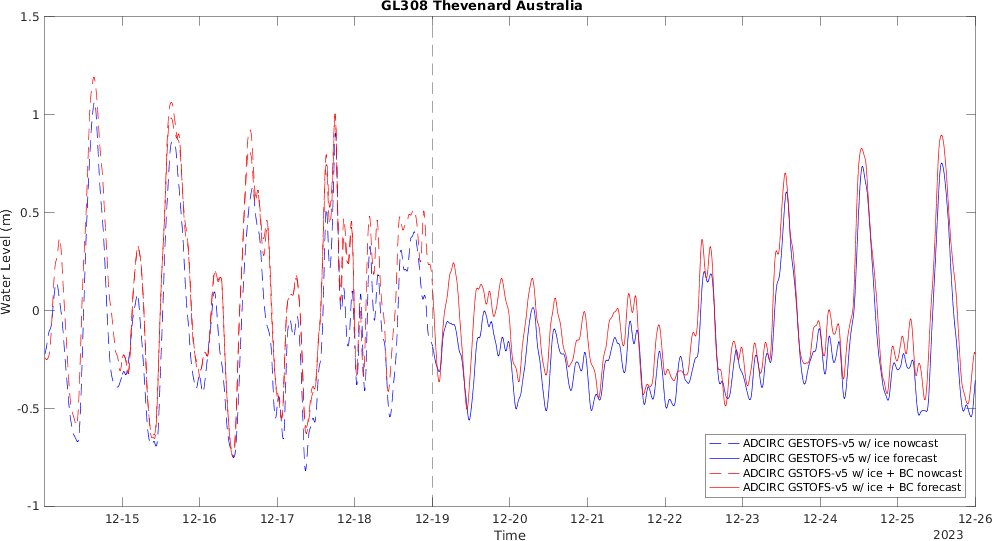 GL308 Thevenard Australia
1.5
1
0.5
0
-0.5
-1
Water Level (m)
12-15
12-16
12-17
12-18
12-19
12-20
12-21
12-22
12-23
12-24
12-25
12-26
Time
2023
ADCIRC GESTOFS-v5 w/ ice nowcast
ADCIRC GESTOFS-v5 w/ ice forecast
ADCIRC GSTOFS-v5 w/ ice + BC nowcast
ADCIRC GSTOFS-v5 w/ ice + BC forecast